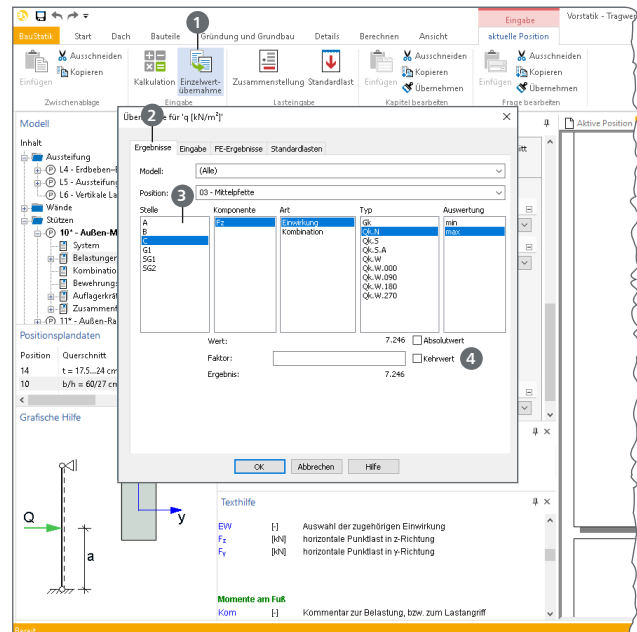 Eingabe
Vorstatik - Tragwer
BauStatik Start Dach Bauteile Gründung und Grundbau Details Berechnen Ansicht aktuelle Position
1
Einfügen
Ausschneiden
Kopieren
Zwischenablage
Kalkulation
Einzelwert-
übernahme
Eingabe
Zusammenstellung
Standardlast
Lasteingabe
Einfügen
Ausschneiden
Kopieren
Übernehmen
Kapitel bearbeiten
Einfügen
Ausschneiden
Kopieren
Übernehmen
Frage bearbeiten
Modell
Inhalt
Aussteifung
L4 - Erdbeben-
L5 - Aussteifung
L6 - Vertikale La
Wände
Stützen
10* - Außen-M
System
Belastungen
Kombinatio
Bewehrungs
Auflagerkrä
Zusammenf
11* - Außen-Ra
Positionsplandaten
Position Querschnitt
14 t = 17.5...24 cm
10 b/h = 60/27 cm
Grafische Hilfe
Q
a
y
Aktive Position
itt
2
für 'q [kN/m²]'
Ergebnisse Eingabe FE-Ergebnisse Standardlasten
Modell: (Alle)
Position: 03 - Mittelpfette
3
Stelle Komponente Art Typ Auswertung
A
B
C
G1
SG1
SG2
Fz
Einwirkung
Kombination
Gk
Qk.N
Qk.S
Qk.S.A
Qk.W
Qk.W.000
Qk.W.090
Qk.W.180
Qk.W.270
min
max
Wert: 7.246 Absolutwert
Faktor: Kehrwert 4
Ergebnis: 7.246
OK Abbrechen Hilfe
Texthilfe
EW [-] Auswahl der zugehörigen Einwirkung
Fz [kN] horizontale Punktlast in z-Richtung
Fy [kN] horizontale Punktlast in y-Richtung
Momente am Fuß
Kom [-] Kommentar zur Belastung, bzw. zum Lastangriff
Bereit